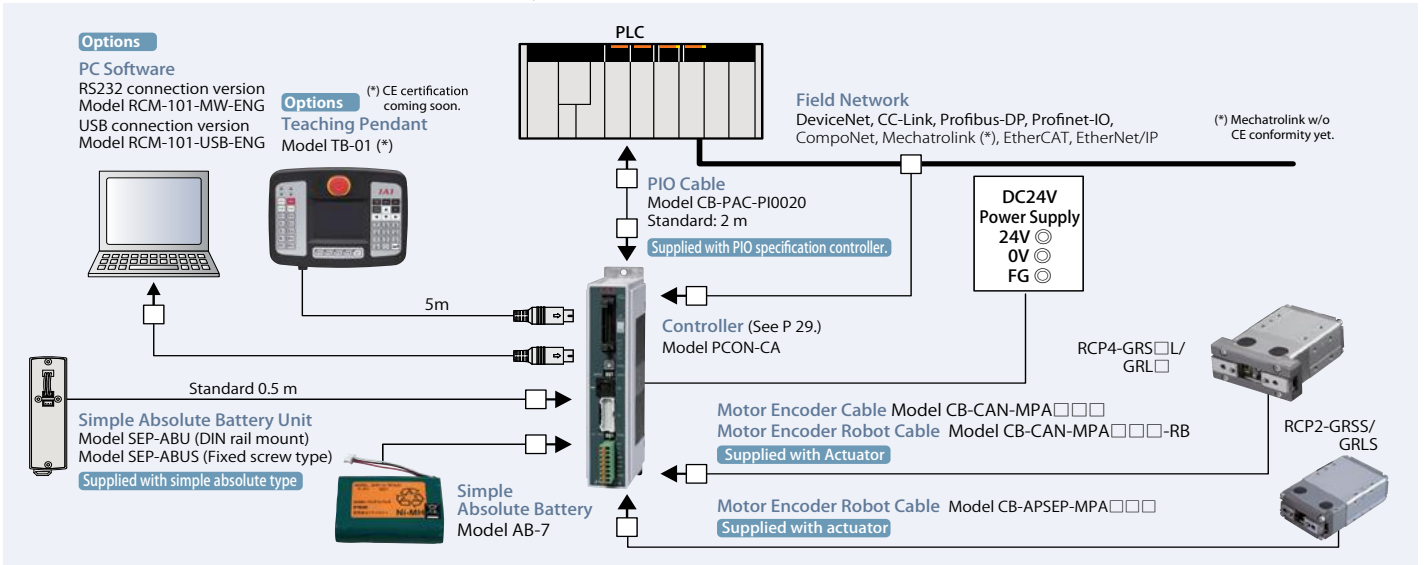 Options
PC Software
RS232 connection version
Model RCM-101-MW-ENG
USB connection version
Model RCM-101-USB-ENG
Options
(*) CE certification
coming soon.
Teaching Pendant
Model TB-01 (*)
IAI
5m
PLC
PIO Cable
Model CB-PAC-PI0020
Standard: 2 m
Supplied with PIO specification controller.
Field Network
DeviceNet, CC-Link, Profibus-DP, Profinet-IO,
CompoNet, Mechatrolink (*), EtherCAT, EtherNet/IP
(*) Mechatrolink w/o
CE conformity yet.
DC24V
Power Supply
24V ◎
0V ◎
FG ◎
Controller (See P 29.)
Model PCON-CA
RCP4-GRS□L/
GRL□
Standard 0.5 m
Simple Absolute Battery Unit
Model SEP-ABU (DIN rail mount)
Model SEP-ABUS (Fixed screw type)
Supplied with simple absolute type
Ni-MH
Simple
Absolute Battery
Model AB-7
Motor Encoder Cable Model CB-CAN-MPA□□□
Motor Encoder Robot Cable Model CB-CAN-MPA□□□-RB
Supplied with Actuator
RCP2-GRSS/
GRLS
Motor Encoder Robot Cable Model CB-APSEP-MPA□□□
Supplied with actuator